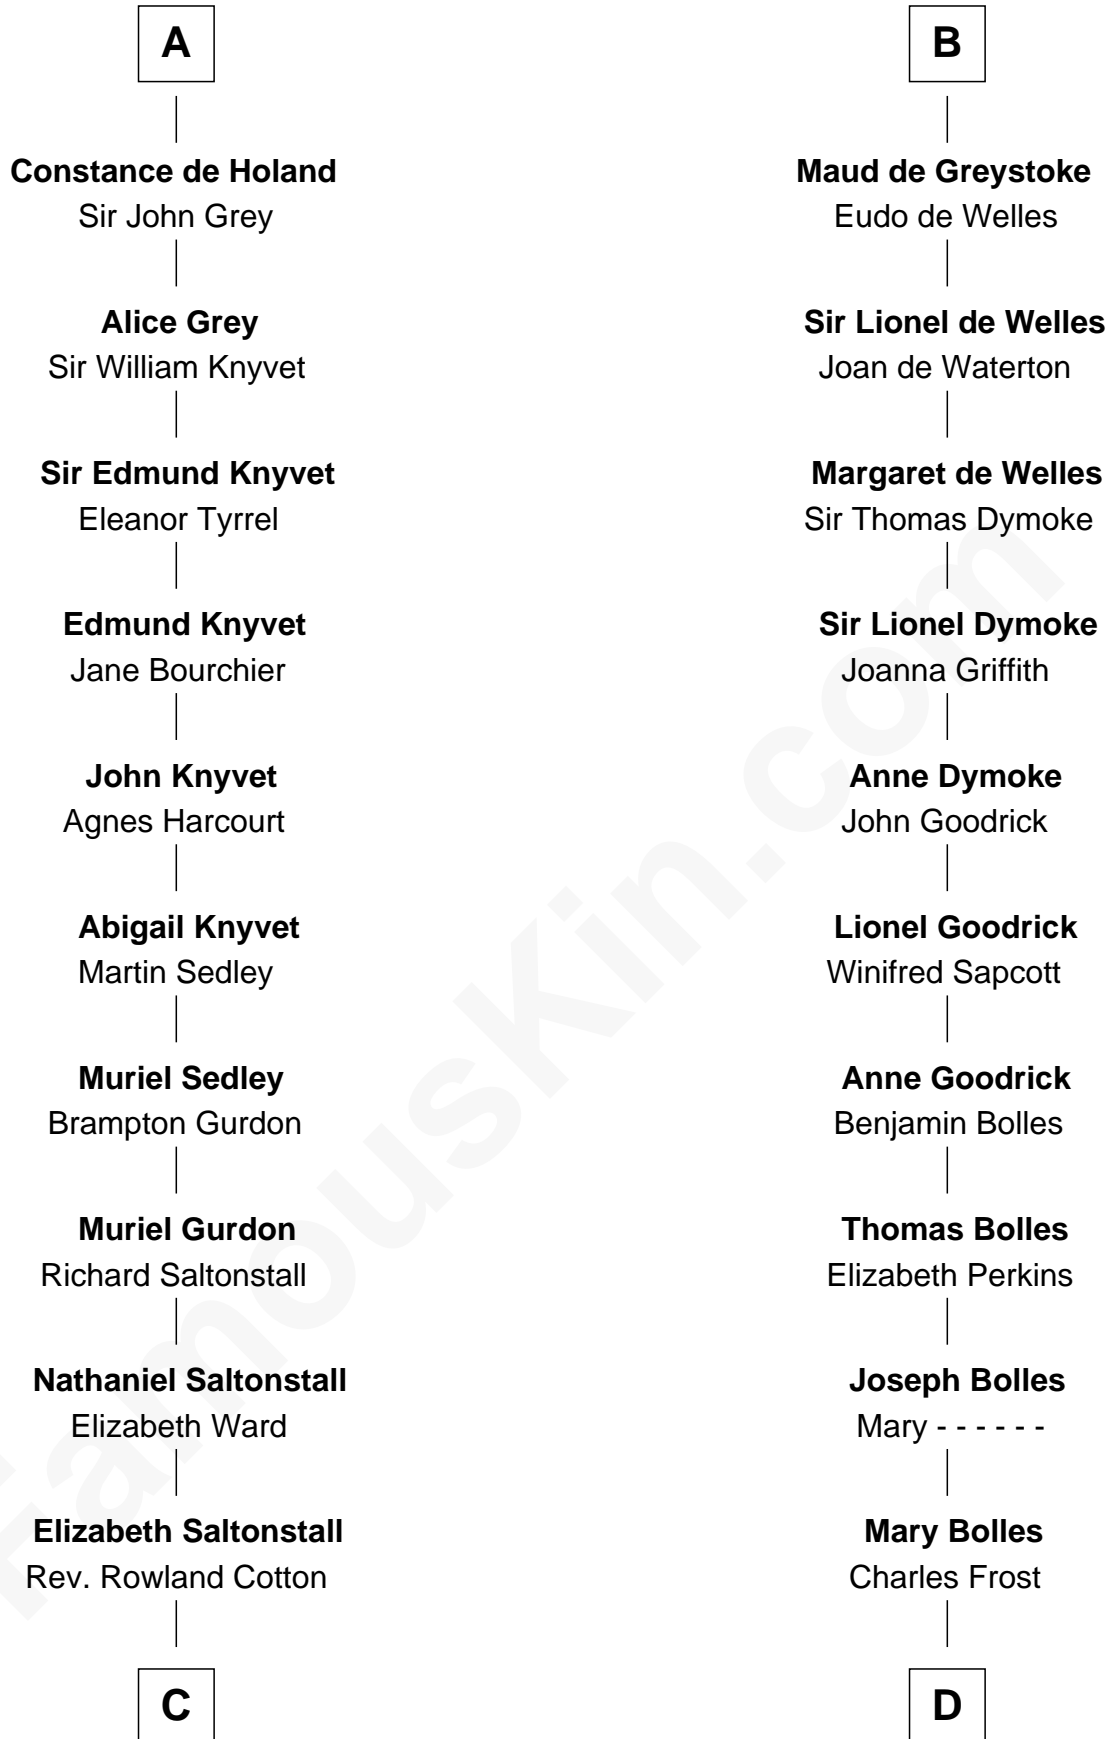 A
Constance de Holand
Sir John Grey
Alice Grey
Sir William Knyvet
Sir Edmund Knyvet
Eleanor Tyrrel
Edmund Knyvet
Jane Bourchier
John Knyvet
Agnes Harcourt
Abigail Knyvet
Martin Sedley
Muriel Sedley
Brampton Gurdon
Muriel Gurdon
Richard Saltonstall
Nathaniel Saltonstall
Elizabeth Ward
Elizabeth Saltonstall
Rev. Rowland Cotton
C
B
Maud de Greystoke
Eudo de Welles
Sir Lionel de Welles
Joan de Waterton
Margaret de Welles
Sir Thomas Dymoke
Sir Lionel Dymoke
Joanna Griffith
Anne Dymoke
John Goodrick
Lionel Goodrick
Winifred Sapcott
Anne Goodrick
Benjamin Bolles
Thomas Bolles
Elizabeth Perkins
Joseph Bolles
Mary - - - - - -
Mary Bolles
Charles Frost
D
FamousKin.com